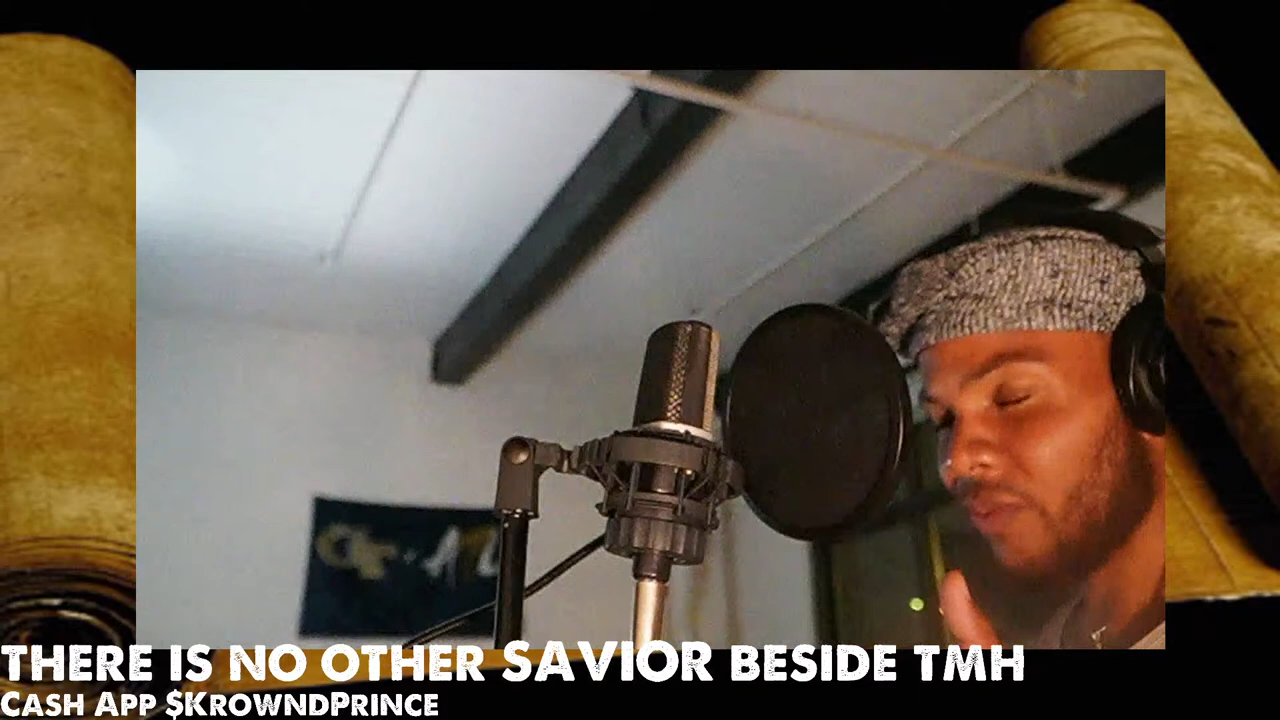 THERE IS NO OTHER SAVIOR BESIDE TMH
CASH APP $KROWNDPRINCE